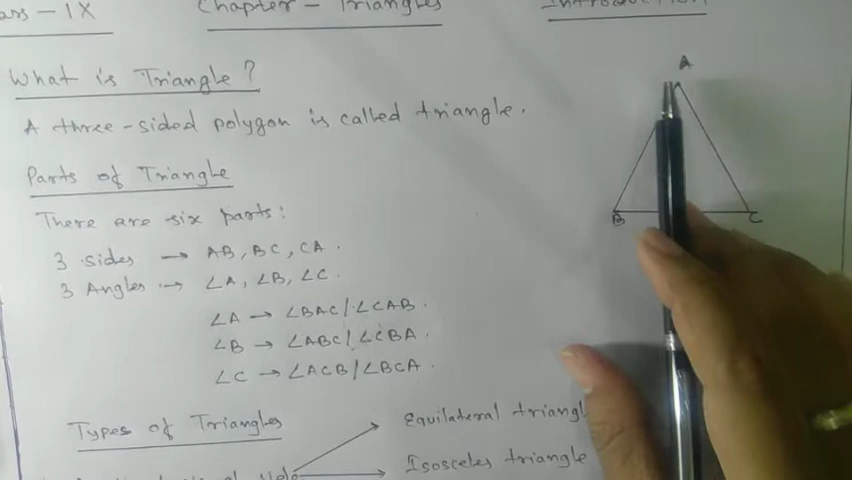 IX
Chapter - Triangles
INTRODUCTION
What is Triangle?
A three-sided polygon is called triangle.
Parts of Triangle
There are six parts:
3 sides → AB, BC, CA.
3 Angles → ∠A, ∠B, ∠C.
∠A → ∠BAC/∠CAB.
∠B → ∠ABC/∠CBA.
∠C → ∠ACB/∠BCA.
Types of Triangles
Equilateral triangl
Isosceles triangle
A
B
C